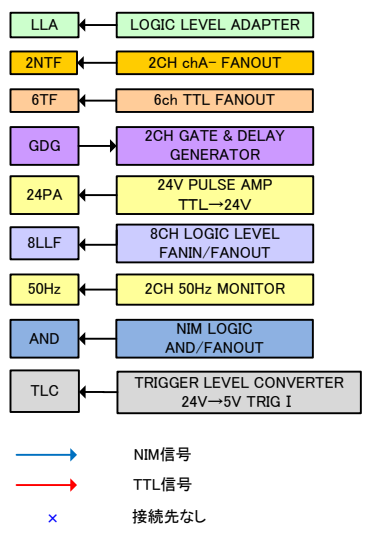 LLA
LOGIC LEVEL ADAPTER
2NTF
2CH chA- FANOUT
6TF
6ch TTL FANOUT
GDG
2CH GATE & DELAY
GENERATOR
24PA
24V PULSE AMP
TTL→24V
8LLF
8CH LOGIC LEVEL
FANIN/FANOUT
50Hz
2CH 50Hz MONITOR
AND
NIM LOGIC
AND/FANOUT
TLC
TRIGGER LEVEL CONVERTER
24V→5V TRIG I
NIM信号
TTL信号
× 接続先なし